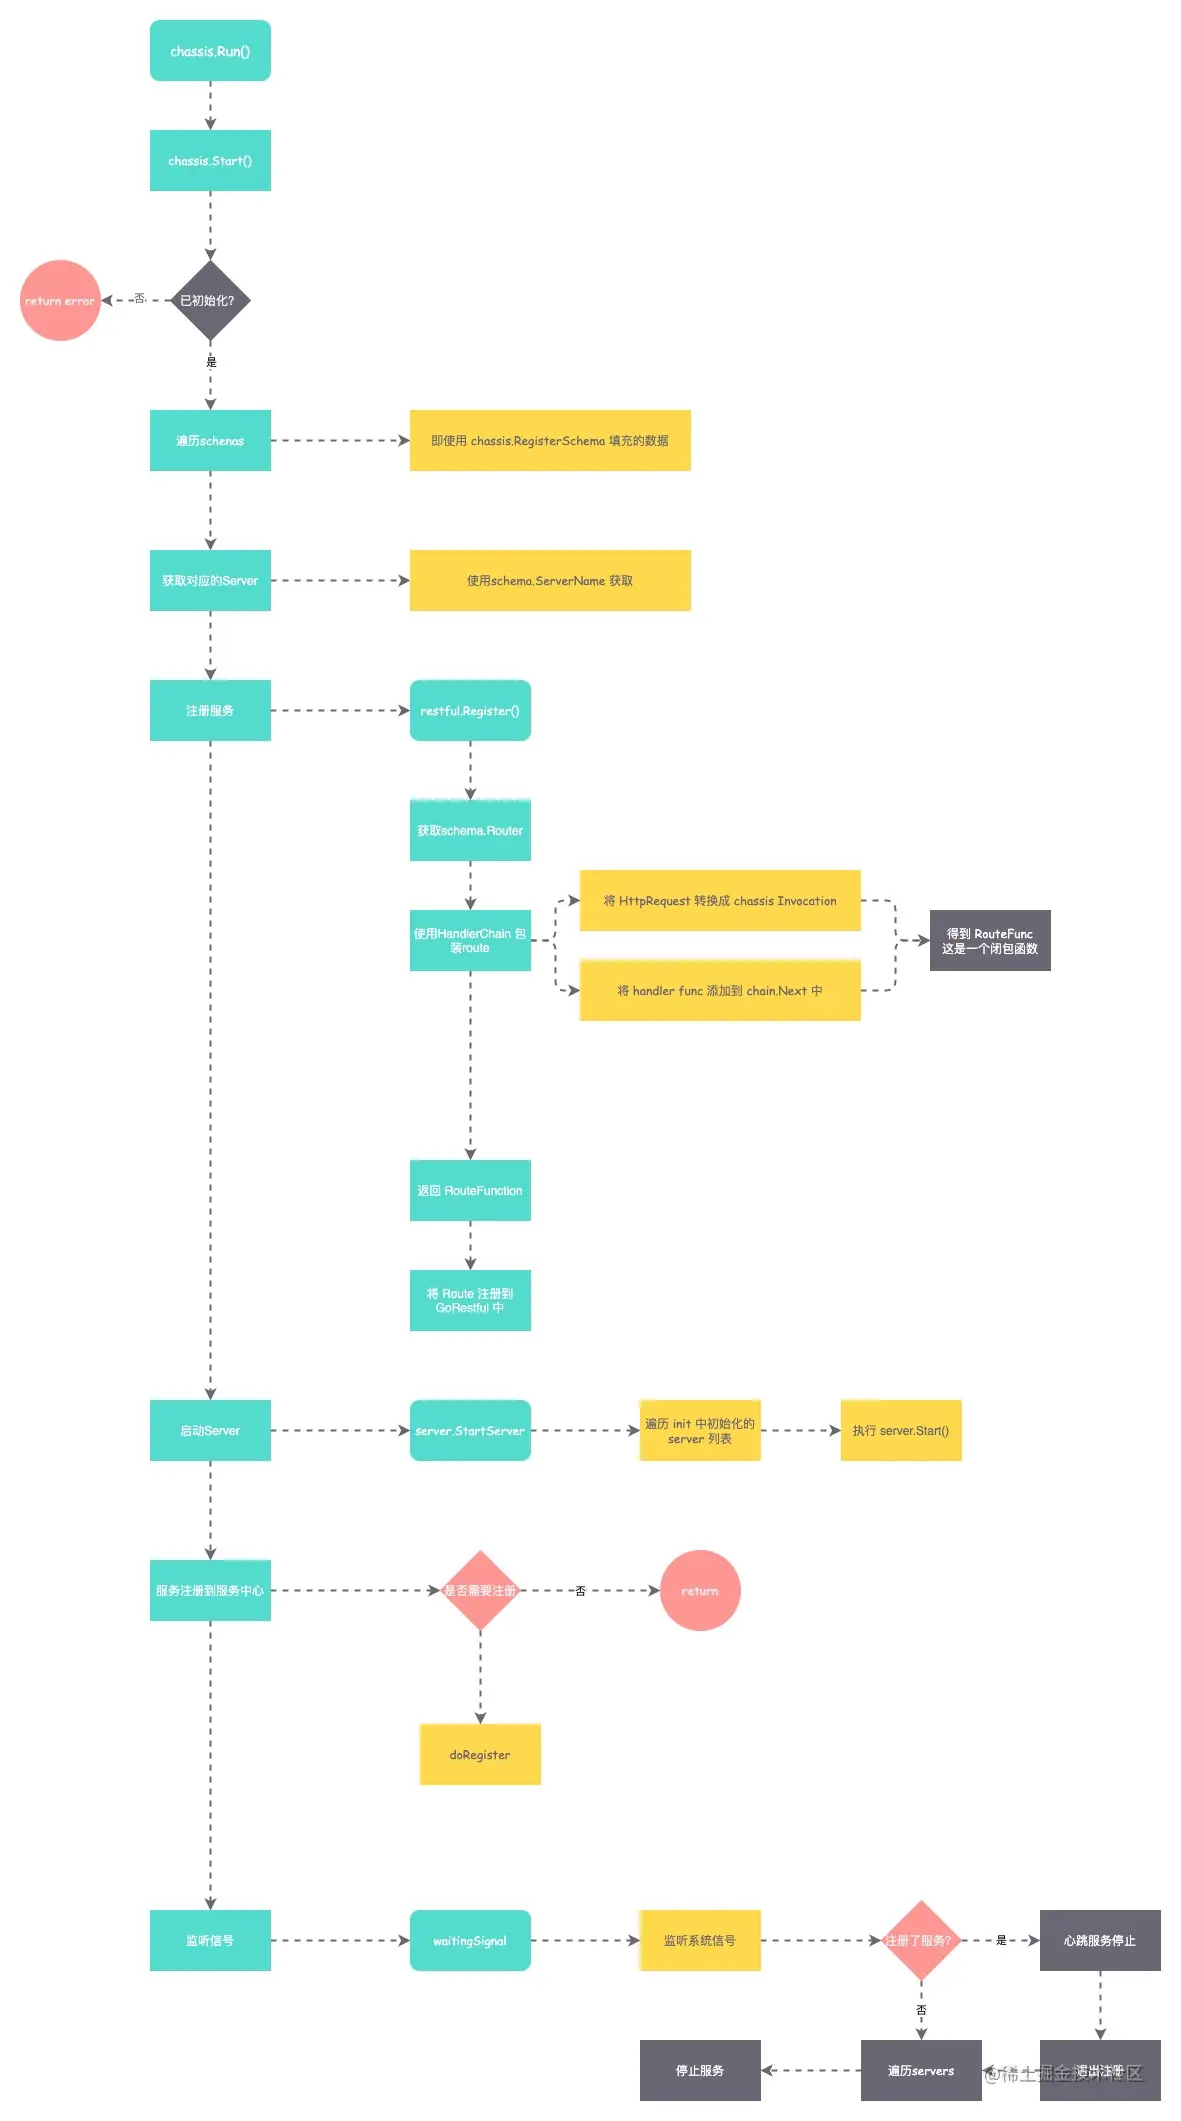 chassis.Run()
chassis.Start()
已初始化?
否
return error
是
遍历schenas
即使用 chassis.RegisterSchema 填充的数据
获取对应的Server
使用schema.ServerName 获取
注册服务
restful.Register()
获取schema.Router
使用HandlerChain 包
装route
将 HttpRequest 转换成 chassis Invocation
将 handler func 添加到 chain.Next 中
得到 RouteFunc
这是一个闭包函数
返回 RouteFunction
将 Route 注册到
GoRestful 中
启动Server
server.StartServer
遍历 init 中初始化的
server 列表
执行 server.Start()
服务注册到服务中心
是否需要注册
否
return
doRegister
监听信号
waitingSignal
监听系统信号
注册了服务?
是
心跳服务停止
否
停止服务
遍历servers
退出注册
@稀土掘金技术社区